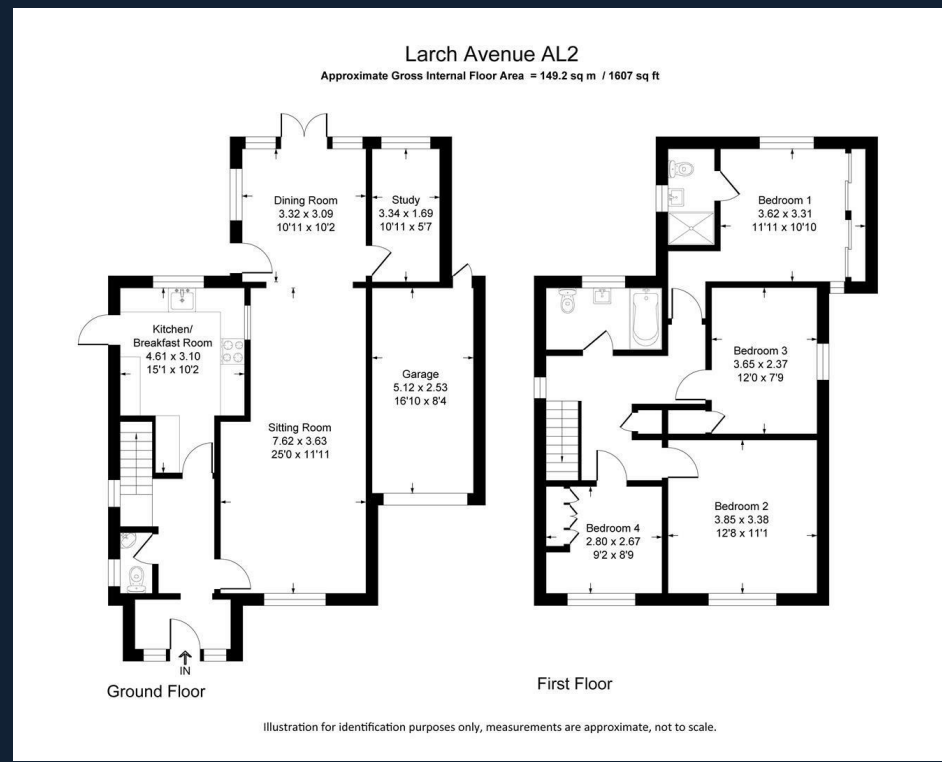 Larch Avenue AL2
Approximate Gross Internal Floor Area = 149.2 sq m / 1607 sq ft
Dining Room
3.32 x 3.09
10'11 x 10'2
Study
3.34 x 1.69
10'11 x 5'7
Kitchen/
Breakfast Room
4.61 x 3.10
15'1 x 10'2
Garage
5.12 x 2.53
16'10 x 8'4
Sitting Room
7.62 x 3.63
25'0 x 11'11
IN
Ground Floor
Bedroom 1
3.62 x 3.31
11'11 x 10'10
Bedroom 3
3.65 x 2.37
12'0 x 7'9
Bedroom 2
3.85 x 3.38
12'8 x 11'1
Bedroom 4
2.80 x 2.67
9'2 x 8'9
First Floor
Illustration for identification purposes only, measurements are approximate, not to scale.